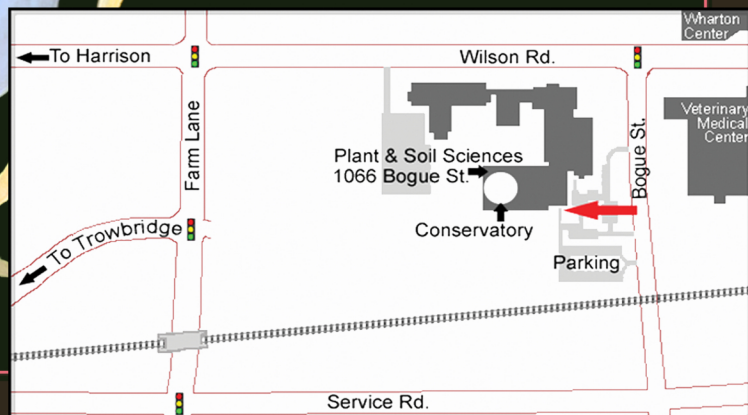 Wharton
Center
To Harrison
Wilson Rd.
Farm Lane
Veterinary
Medical
Center
Bogue St.
Plant & Soil Sciences
1066 Bogue St.
Conservatory
To Trowbridge
Parking
Service Rd.